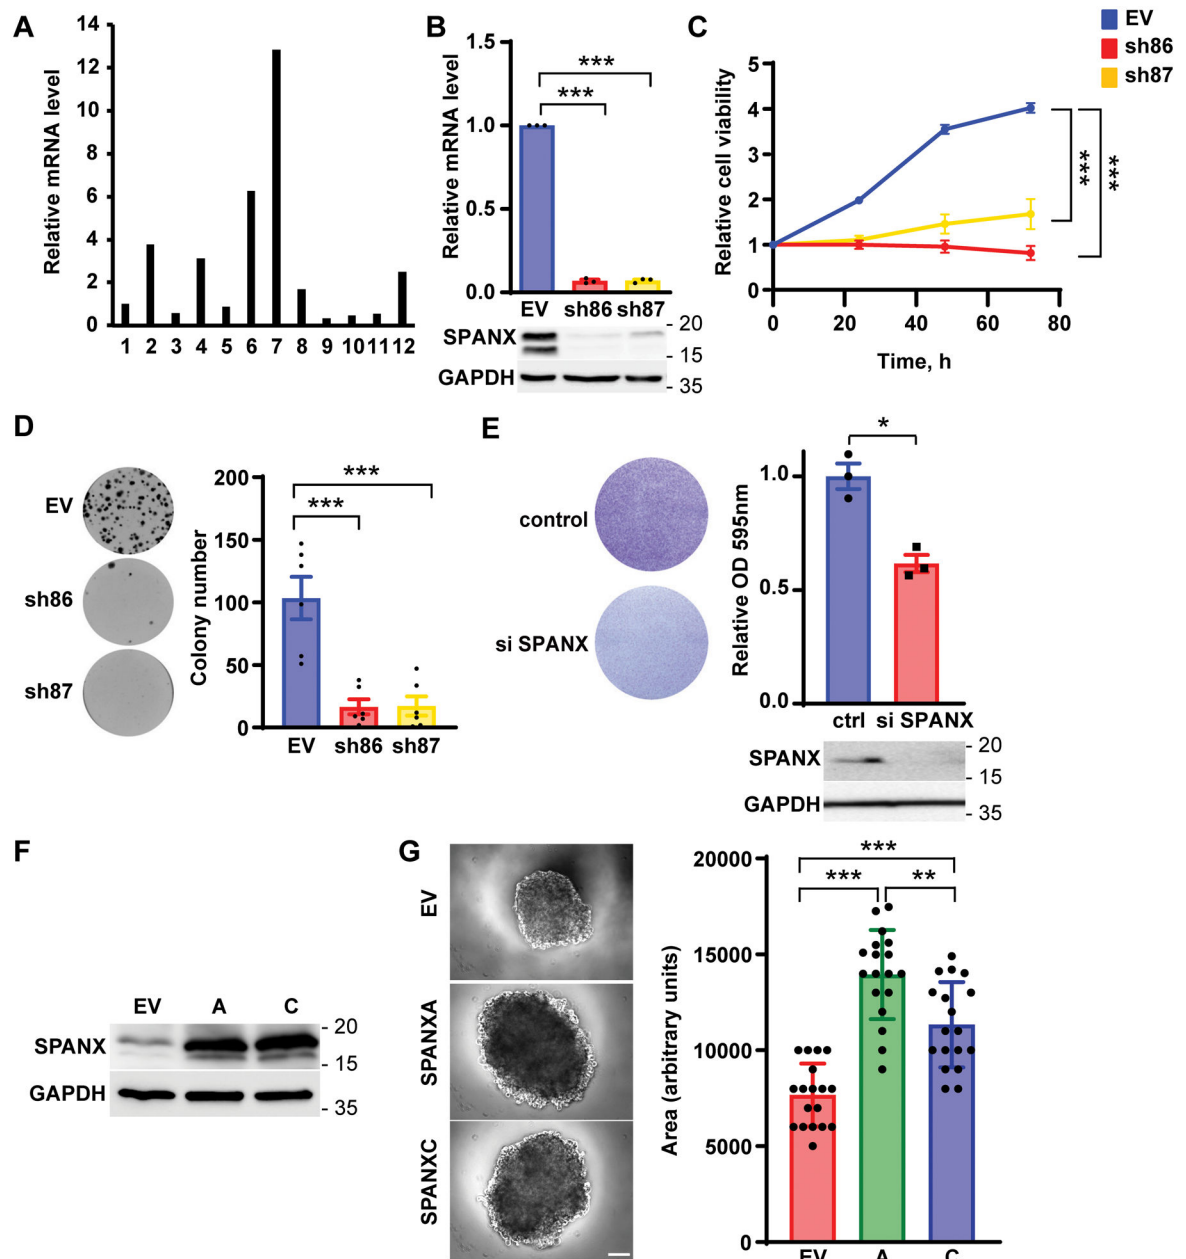 A
Relative mRNA level
14
12
10
8
6
4
2
0
1 2 3 4 5 6 7 8 9 10 11 12
B
Relative mRNA level
1.5
1.0
0.5
0.0
***
***
EV sh86 sh87
SPANX
- 20
- 15
GAPDH
- 35
C
EV
sh86
sh87
Relative cell viability
5
4
3
2
1
0
0 20 40 60 80
Time, h
***
***
D
EV
sh86
sh87
Colony number
200
150
100
50
0
***
***
EV sh86 sh87
E
control
si SPANX
Relative OD 595nm
1.0
0.5
0.0
*
ctrl si SPANX
SPANX
- 20
- 15
GAPDH
- 35
F
EV A C
SPANX
- 20
- 15
GAPDH
- 35
G
EV
SPANXA
SPANXC
Area (arbitrary units)
20000
15000
10000
5000
0
***
*** **
EV A C